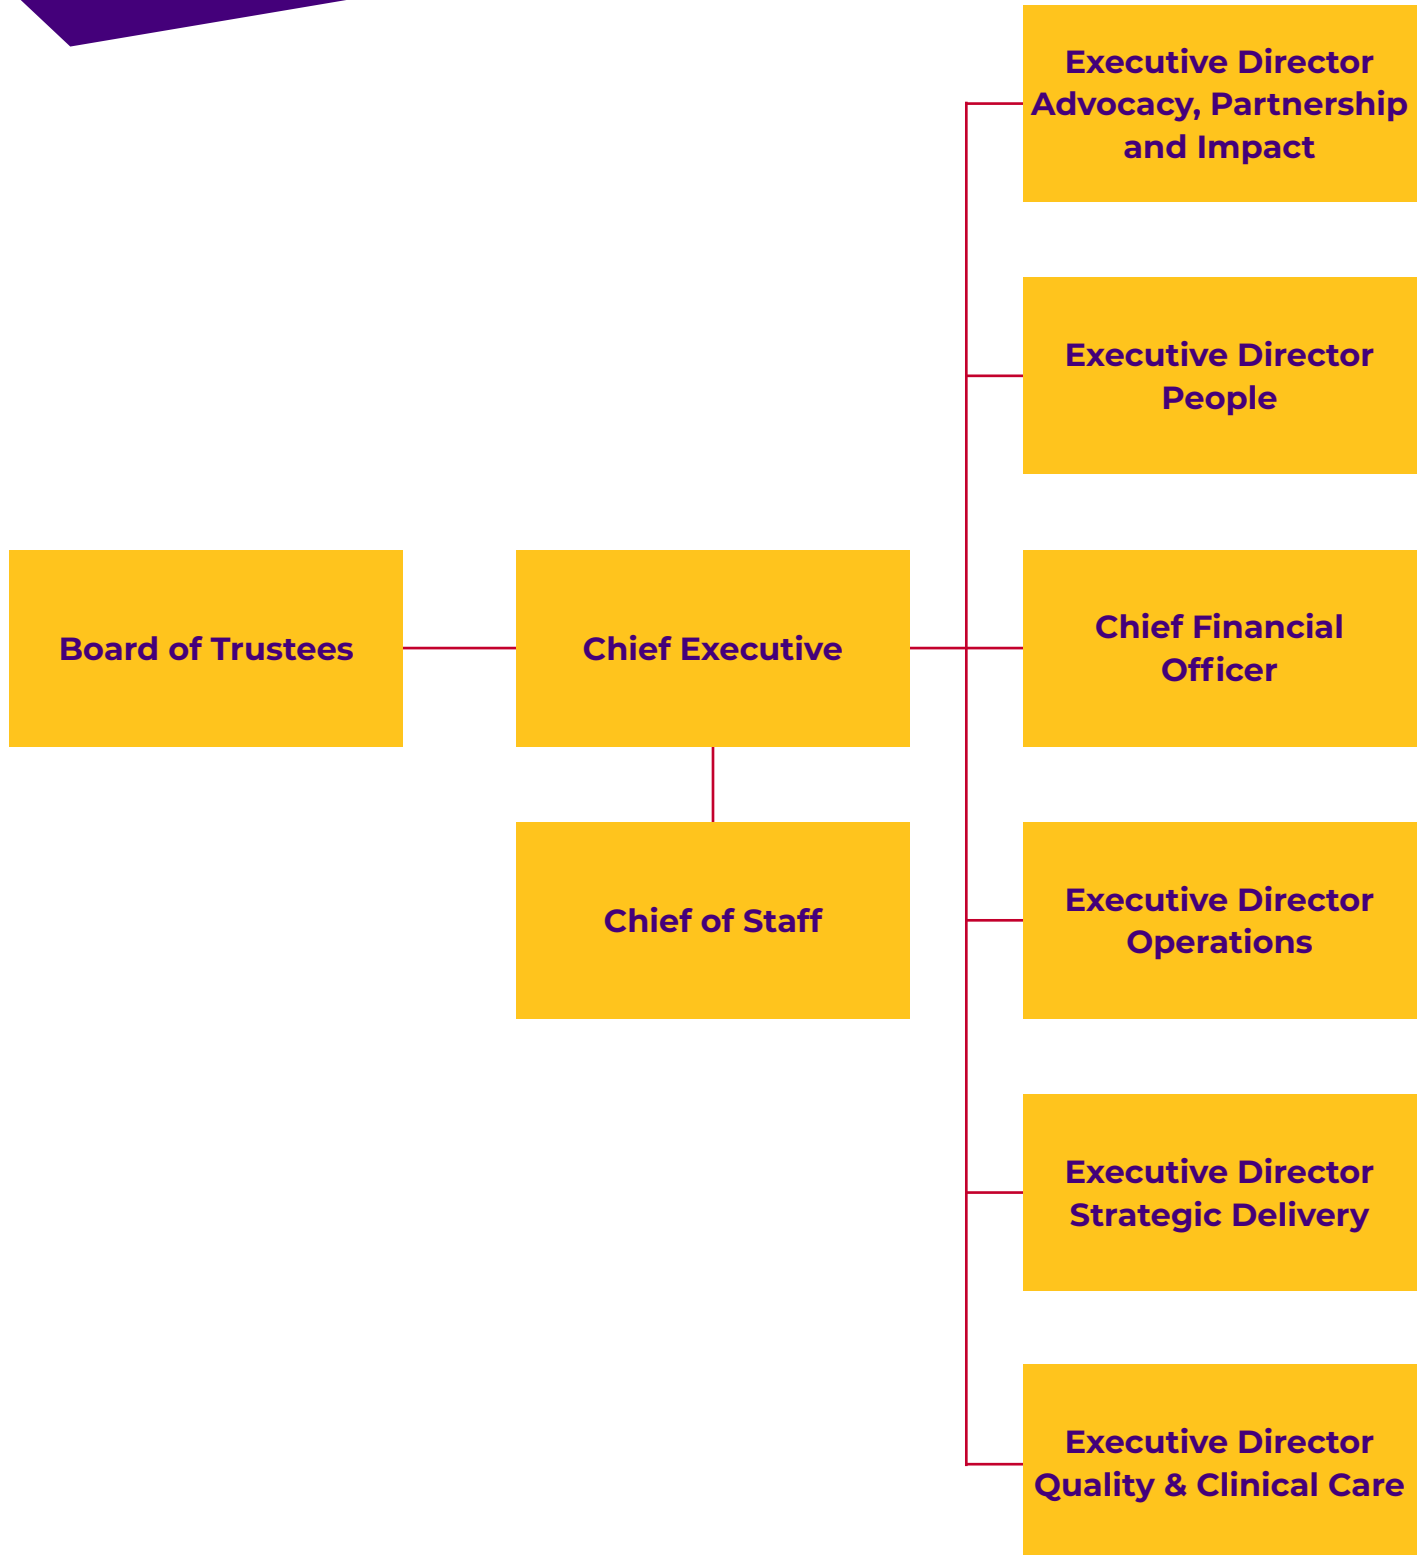 Board of Trustees
Chief Executive
Chief of Staff
Executive Director
Advocacy, Partnership
and Impact
Executive Director
People
Chief Financial
Officer
Executive Director
Operations
Executive Director
Strategic Delivery
Executive Director
Quality & Clinical Care